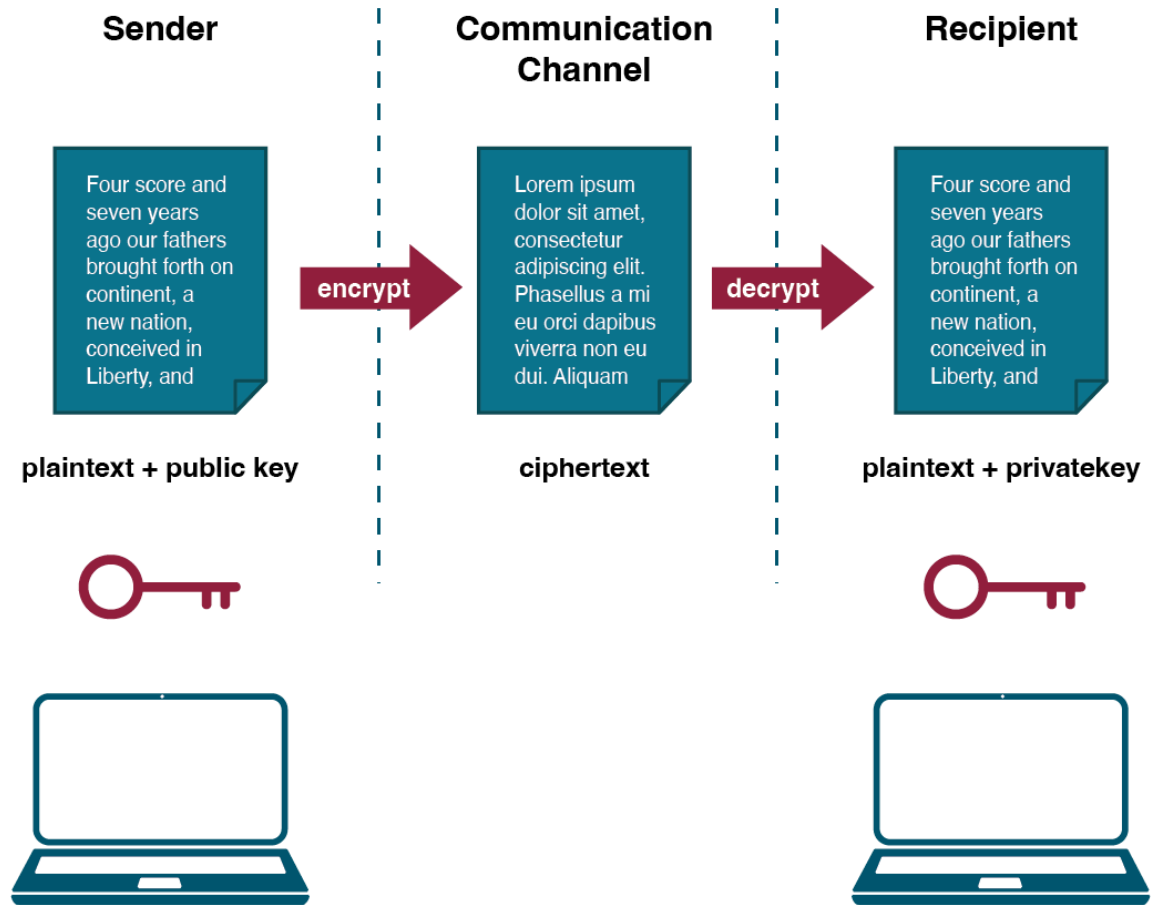 Sender
Communication
Channel
Recipient
Four score and
seven years
ago our fathers
brought forth on
continent, a
new nation,
conceived in
Liberty, and
encrypt
Lorem ipsum
dolor sit amet,
consectetur
adipiscing elit.
Phasellus a mi
eu orci dapibus
viverra non eu
dui. Aliquam
decrypt
Four score and
seven years
ago our fathers
brought forth on
continent, a
new nation,
conceived in
Liberty, and
plaintext + public key
ciphertext
plaintext + privatekey